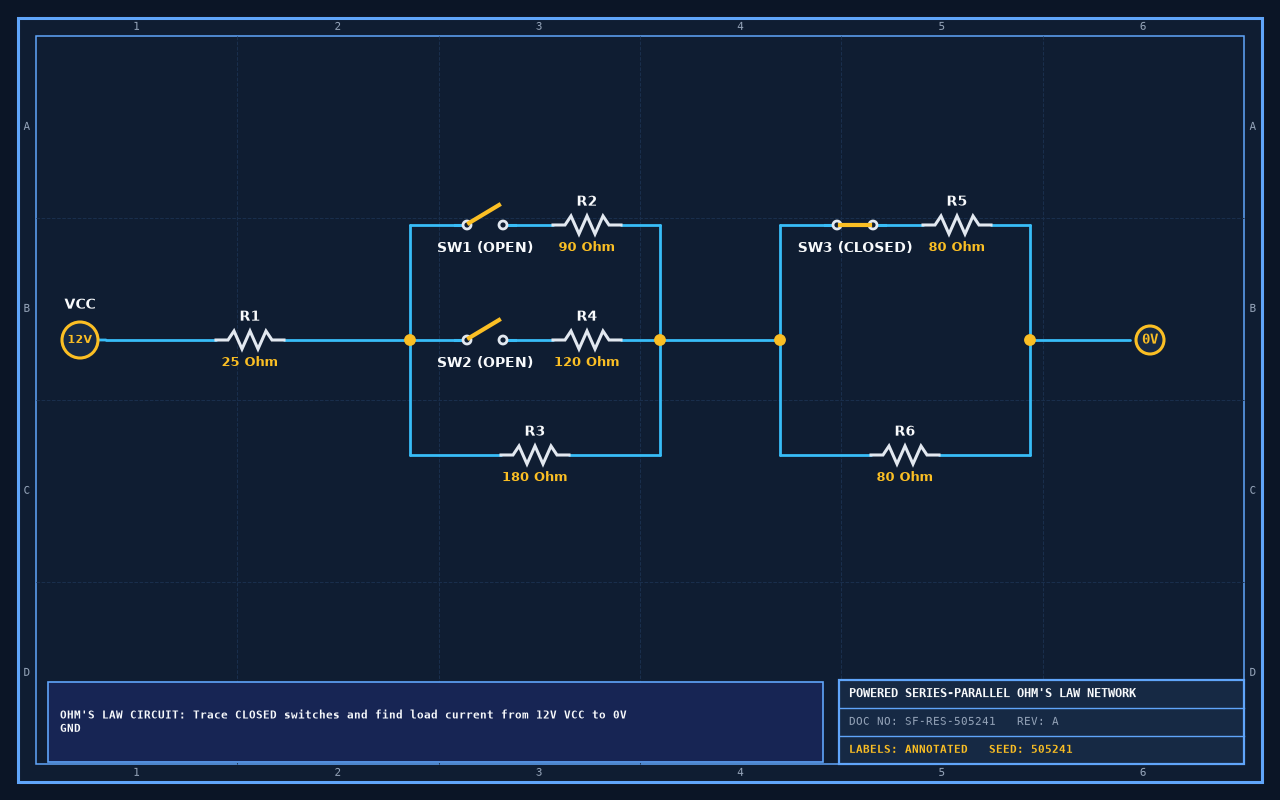 1 2 3 4 5 6
A A
R2 R5
SW1 (OPEN) 90 Ohm SW3 (CLOSED) 80 Ohm
VCC
B B
R1 R4
12V 0V
25 Ohm SW2 (OPEN) 120 Ohm
R3 R6
180 Ohm 80 Ohm
C C
D D
OHM'S LAW CIRCUIT: Trace CLOSED switches and find load current from 12V VCC to 0V
GND
POWERED SERIES-PARALLEL OHM'S LAW NETWORK
DOC NO: SF-RES-505241 REV: A
LABELS: ANNOTATED SEED: 505241
1 2 3 4 5 6